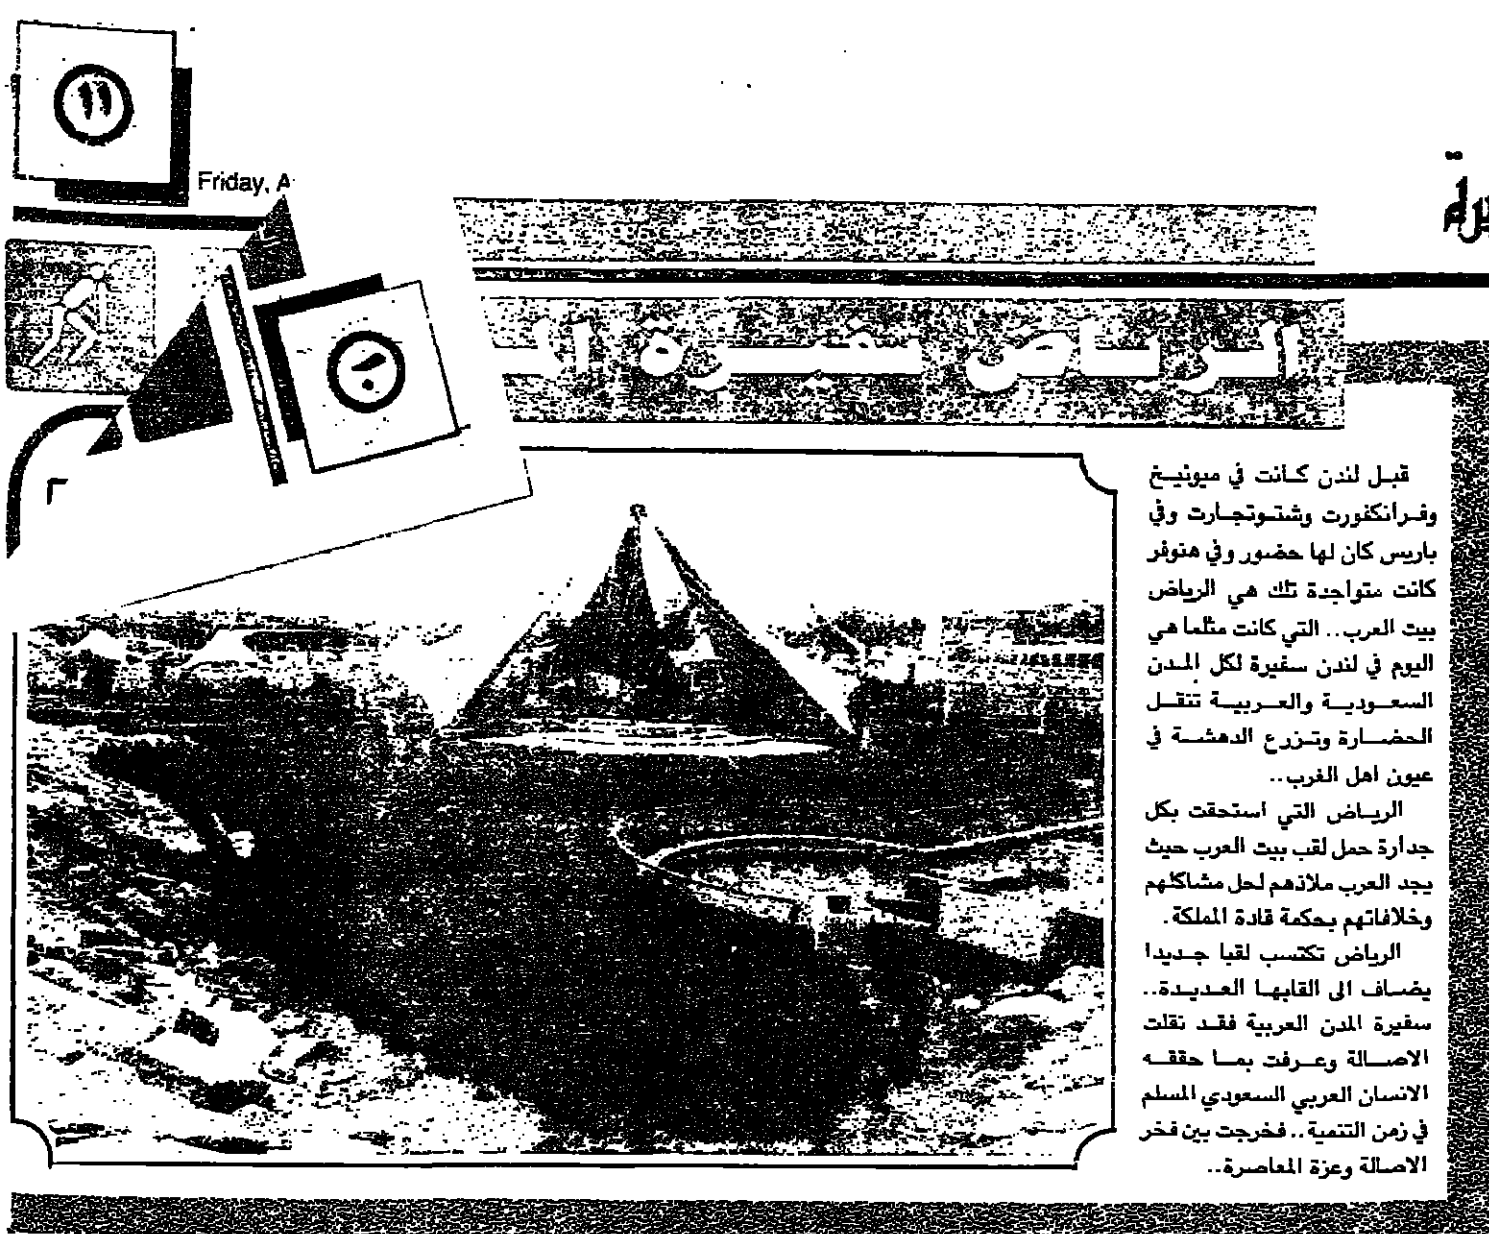 ١١
Friday, A
الرياض سفيرة
قبل لندن كانت في ميونيخ
وفرانكفورت وشتوتجارت وفي
باريس كان لها حضور وفي هنوفر
كانت متواجدة تلك هي الرياض
بيت العرب.. التي كانت مثلما هي
اليوم في لندن سفيرة لكل المدن
السعودية والعربية تنقل
الحضارة وتزرع الدهشة في
عيون اهل الغرب..
الرياض التي استحقت بكل
جدارة حمل لقب بيت العرب حيث
يجد العرب ملاذهم لحل مشاكلهم
وخلافاتهم بحكمة قادة المملكة.
الرياض تكتسب لقبا جديدا
يضاف الى القابها العديدة..
سفيرة المدن العربية فقد نقلت
الاصالة وعرفت بما حققه
الانسان العربي السعودي المسلم
في زمن التنمية.. فخرجت بين فخر
الاصالة وعزة المعاصرة..